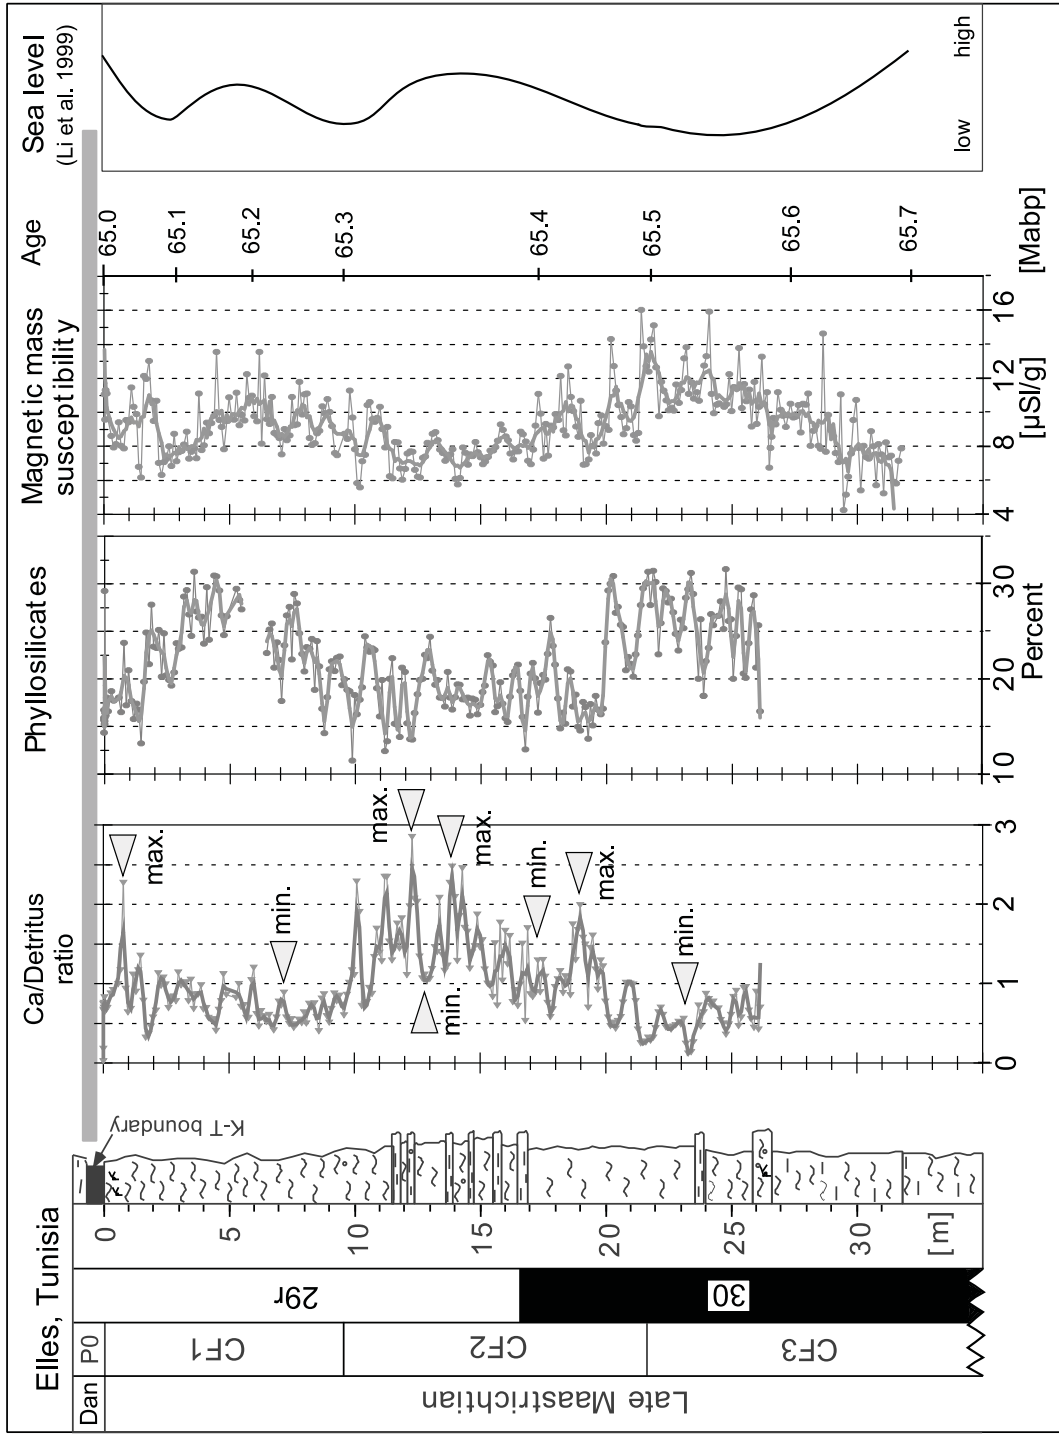 Elles, Tunisia
Ca/Detritus
ratio
Phyllosilicates
Magnetic mass
susceptibility
Age
Sea level
(Li et al. 1999)
Dan
P0
K-T boundary
Late Maastrichtian
CF1
CF2
CF3
29r
30
0
5
10
15
20
25
30
[m]
max.
min.
max.
min.
max.
min.
max.
min.
0
1
2
3
10
20
30
Percent
4
8
12
16
[µSI/g]
65.0
65.1
65.2
65.3
65.4
65.5
65.6
65.7
[Mabp]
low
high